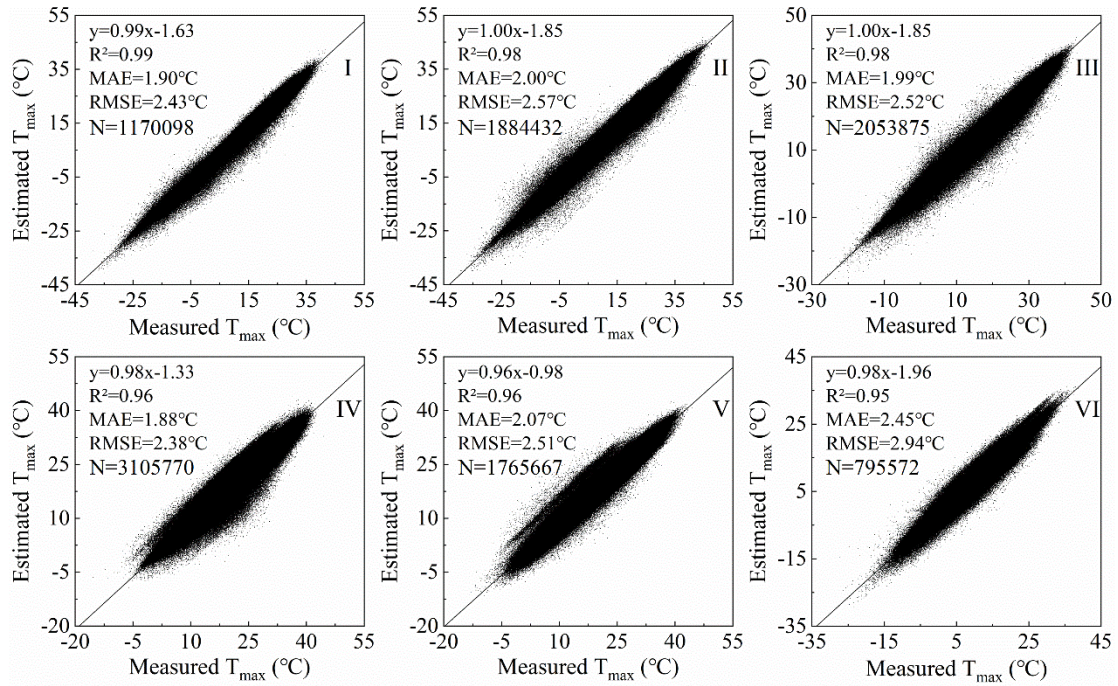 55
35
15
-5
-25
-45
y=0.99x-1.63
R²=0.99
MAE=1.90℃
RMSE=2.43℃
N=1170098
I
Estimated Tmax (℃)
-45 -25 -5 15 35 55
Measured Tmax (℃)
55
35
15
-5
-25
-45
y=1.00x-1.85
R²=0.98
MAE=2.00℃
RMSE=2.57℃
N=1884432
II
Estimated Tmax (℃)
-45 -25 -5 15 35 55
Measured Tmax (℃)
50
30
10
-10
-30
y=1.00x-1.85
R²=0.98
MAE=1.99℃
RMSE=2.52℃
N=2053875
III
Estimated Tmax (℃)
-30 -10 10 30 50
Measured Tmax (℃)
55
40
25
10
-5
-20
y=0.98x-1.33
R²=0.96
MAE=1.88℃
RMSE=2.38℃
N=3105770
IV
Estimated Tmax (℃)
-20 -5 10 25 40 55
Measured Tmax (℃)
55
40
25
10
-5
-20
y=0.96x-0.98
R²=0.96
MAE=2.07℃
RMSE=2.51℃
N=1765667
V
Estimated Tmax (℃)
-20 -5 10 25 40 55
Measured Tmax (℃)
45
25
5
-15
-35
y=0.98x-1.96
R²=0.95
MAE=2.45℃
RMSE=2.94℃
N=795572
VI
Estimated Tmax (℃)
-35 -15 5 25 45
Measured Tmax (℃)